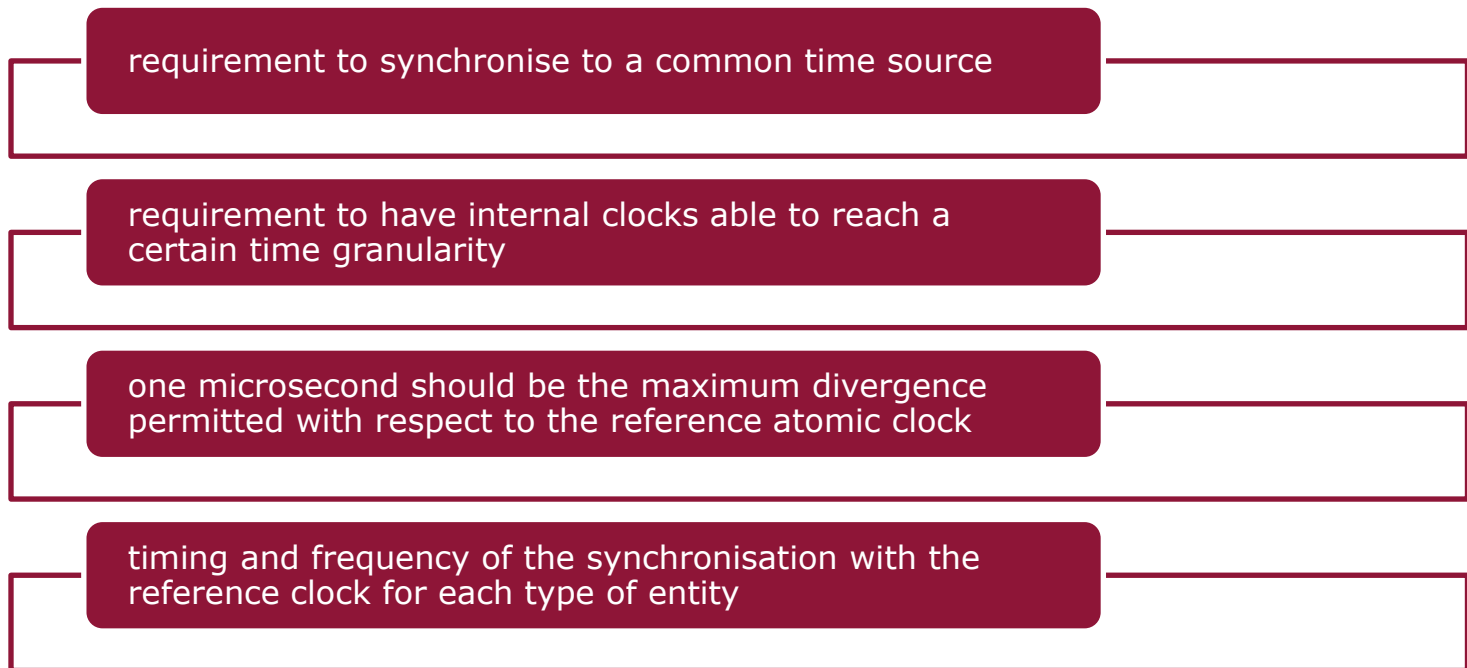 requirement to synchronise to a common time source
requirement to have internal clocks able to reach a
certain time granularity
one microsecond should be the maximum divergence
permitted with respect to the reference atomic clock
timing and frequency of the synchronisation with the
reference clock for each type of entity